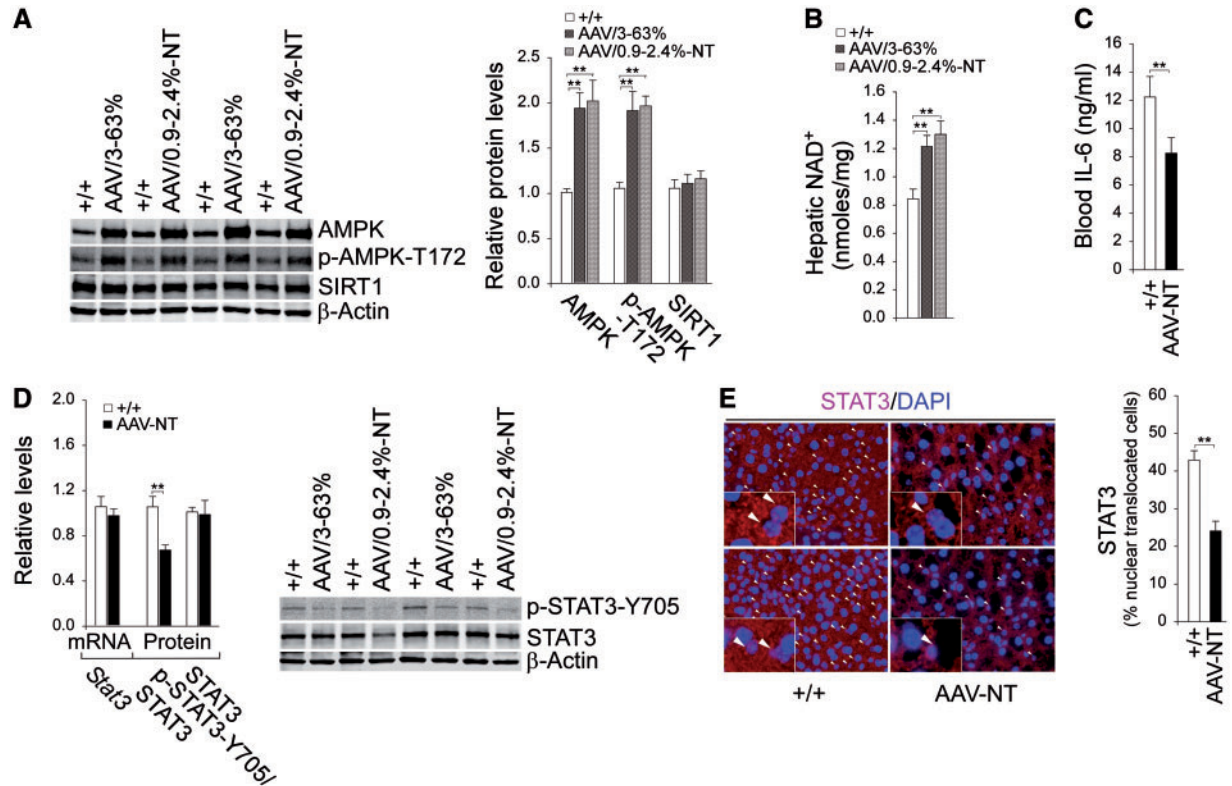 A
+/+
AAV/3-63%
+/+
AAV/0.9-2.4%-NT
+/+
AAV/3-63%
+/+
AAV/0.9-2.4%-NT
AMPK
p-AMPK-T172
SIRT1
β-Actin
+/+
AAV/3-63%
AAV/0.9-2.4%-NT
Relative protein levels
2.5
2.0
1.5
1.0
0.5
0.0
** ** ** **
AMPK
p-AMPK
-T172
SIRT1
B
+/+
AAV/3-63%
AAV/0.9-2.4%-NT
Hepatic NAD⁺
(nmoles/mg)
1.6
1.4
1.2
1.0
0.8
0.6
0.4
0.2
0.0
** **
C
Blood IL-6 (ng/ml)
15
12
9
6
3
0
**
+/+
AAV-NT
D
+/+
AAV-NT
Relative levels
2.0
1.6
1.2
0.8
0.4
0.0
**
mRNA Protein
Stat3
p-STAT3-Y705/
STAT3
STAT3
+/+
AAV/3-63%
+/+
AAV/0.9-2.4%-NT
+/+
AAV/3-63%
+/+
AAV/0.9-2.4%-NT
p-STAT3-Y705
STAT3
β-Actin
E
STAT3/DAPI
+/+ AAV-NT
STAT3
(% nuclear translocated cells)
60
50
40
30
20
10
0
**
+/+
AAV-NT